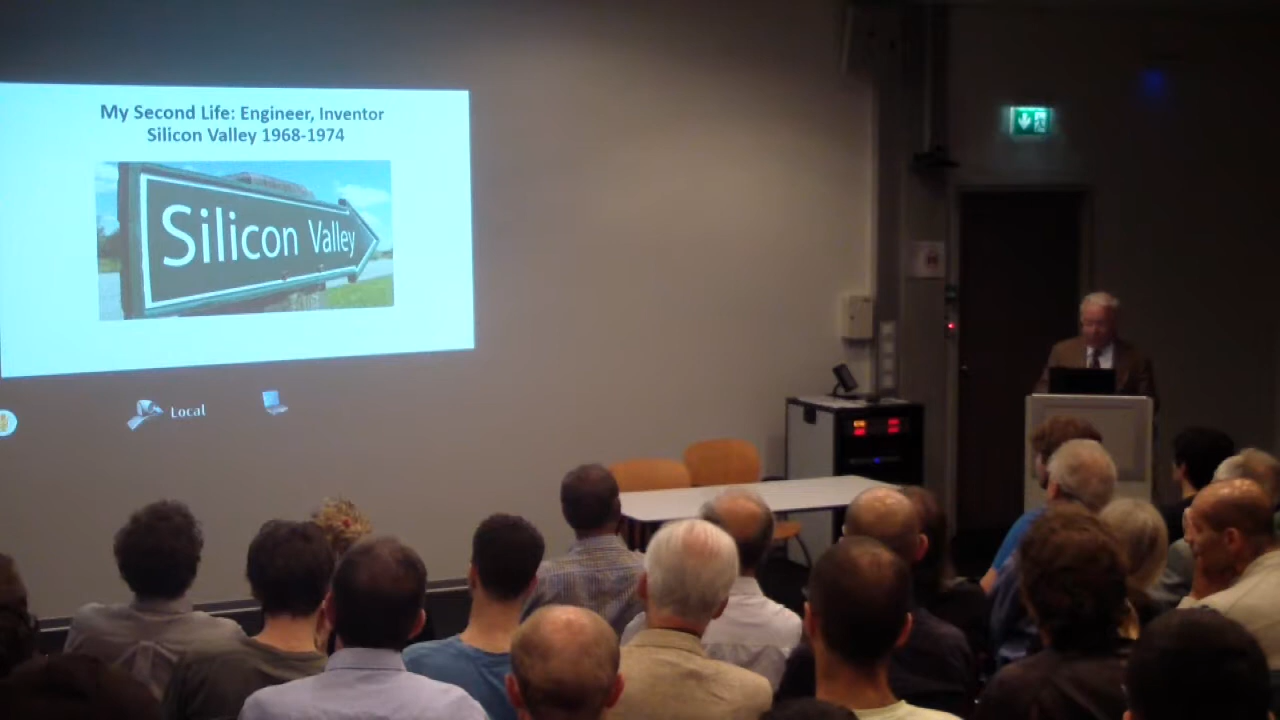 My Second Life: Engineer, Inventor
Silicon Valley 1968-1974
Silicon Valley
Local